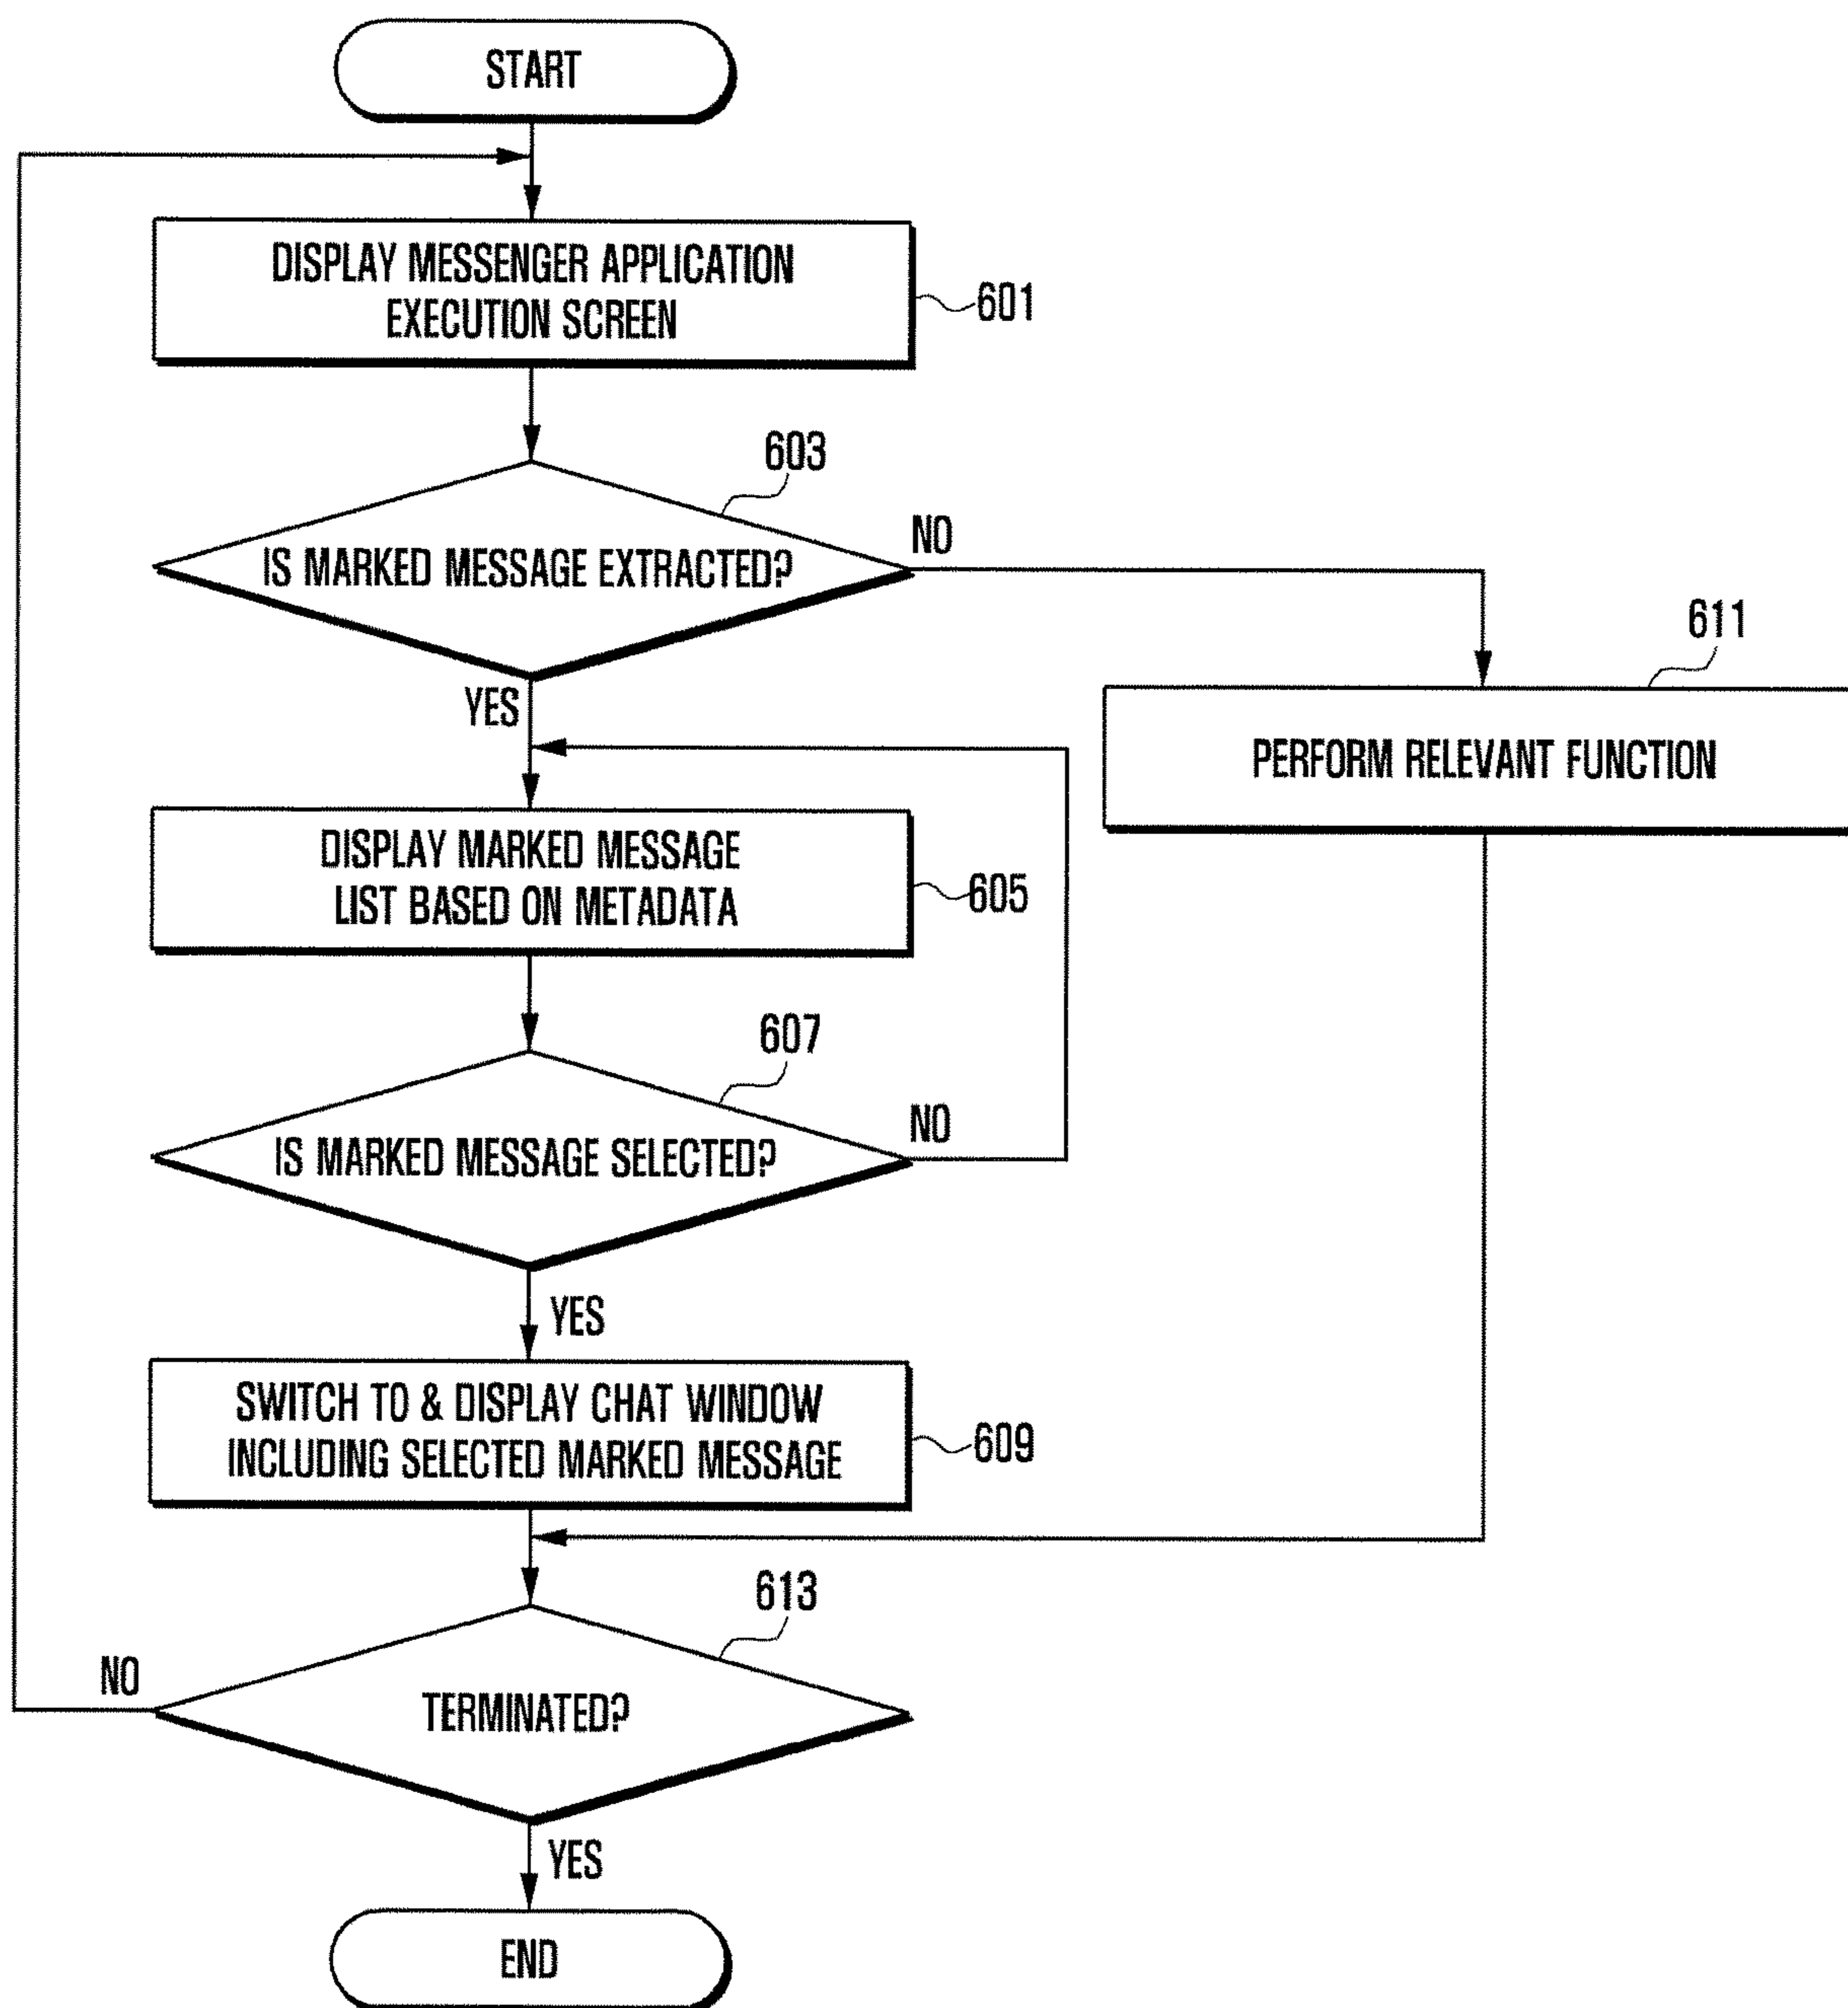 START
DISPLAY MESSENGER APPLICATION
EXECUTION SCREEN
601
603
IS MARKED MESSAGE EXTRACTED?
NO
YES
611
PERFORM RELEVANT FUNCTION
DISPLAY MARKED MESSAGE
LIST BASED ON METADATA
605
607
IS MARKED MESSAGE SELECTED?
NO
YES
SWITCH TO & DISPLAY CHAT WINDOW
INCLUDING SELECTED MARKED MESSAGE
609
613
TERMINATED?
NO
YES
END